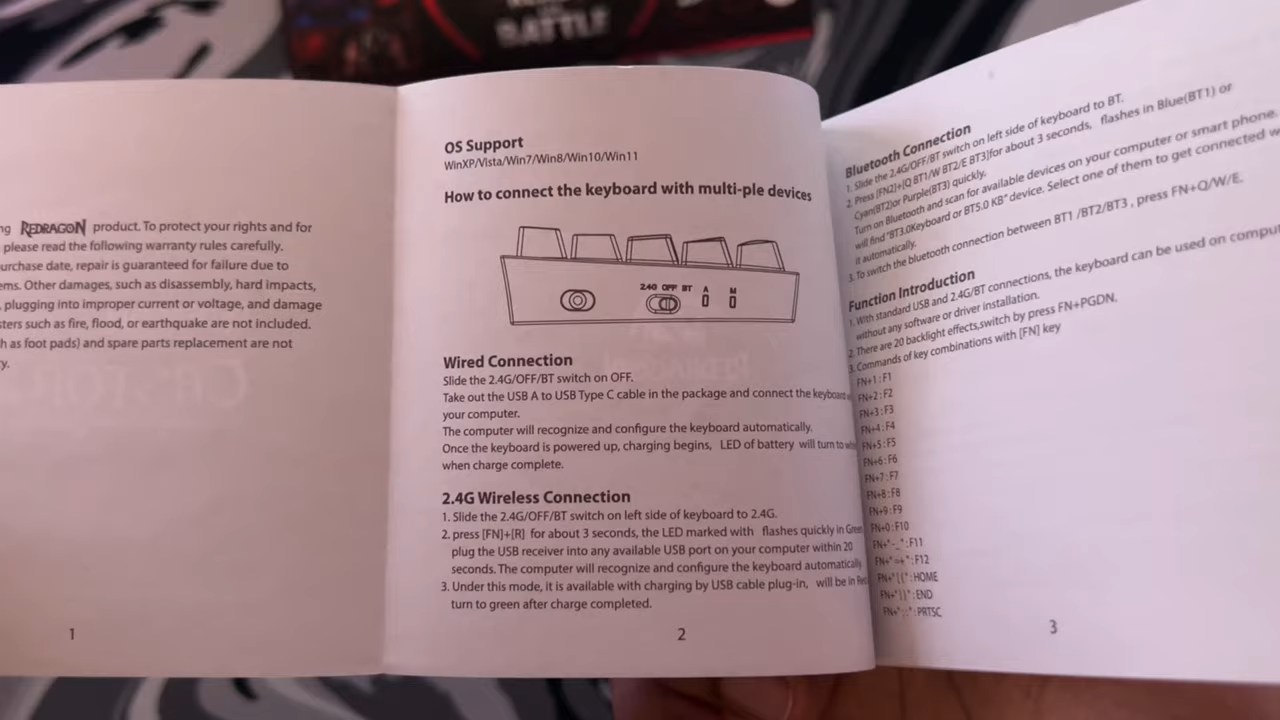 BATTLE
ng REDRAGON product. To protect your rights and for
please read the following warranty rules carefully.
urchase date, repair is guaranteed for failure due to
ems. Other damages, such as disassembly, hard impacts,
, plugging into improper current or voltage, and damage
sters such as fire, flood, or earthquake are not included.
h as foot pads) and spare parts replacement are not
y.
1
OS Support
WinXP/Vista/Win7/Win8/Win10/Win11
How to connect the keyboard with multi-ple devices
2.4G OFF BT A M
Wired Connection
Slide the 2.4G/OFF/BT switch on OFF.
Take out the USB A to USB Type C cable in the package and connect the keyboard
your computer.
The computer will recognize and configure the keyboard automatically.
Once the keyboard is powered up, charging begins, LED of battery will turn to
when charge complete.
2.4G Wireless Connection
1. Slide the 2.4G/OFF/BT switch on left side of keyboard to 2.4G.
2. press [FN]+[R] for about 3 seconds, the LED marked with flashes quickly in Green
plug the USB receiver into any available USB port on your computer within 20
seconds. The computer will recognize and configure the keyboard automatically
3. Under this mode, it is available with charging by USB cable plug-in, will be in Red
turn to green after charge completed.
2
Bluetooth Connection
1. Slide the 2.4G/OFF/BT switch on left side of keyboard to BT.
2. Press [FN2]+[Q BT1/W BT2/E BT3]for about 3 seconds, flashes in Blue(BT1) or
Cyan(BT2)or Purple(BT3) quickly.
Turn on Bluetooth and scan for available devices on your computer or smart phone.
will find "BT3.0Keyboard or BT5.0 KB" device. Select one of them to get connected w
it automatically.
3. To switch the bluetooth connection between BT1 /BT2/BT3 , press FN+Q/W/E.
Function Introduction
1. With standard USB and 2.4G/BT connections, the keyboard can be used on comput
without any software or driver installation.
2. There are 20 backlight effects,switch by press FN+PGDN.
3. Commands of key combinations with [FN] key
FN+1:F1
FN+2:F2
FN+3:F3
FN+4:F4
FN+5:F5
FN+6:F6
FN+7:F7
FN+8:F8
FN+9:F9
FN+0:F10
FN+"-_":F11
FN+"=+":F12
FN+"[{":HOME
FN+"]}":END
FN+";:":PRTSC
3